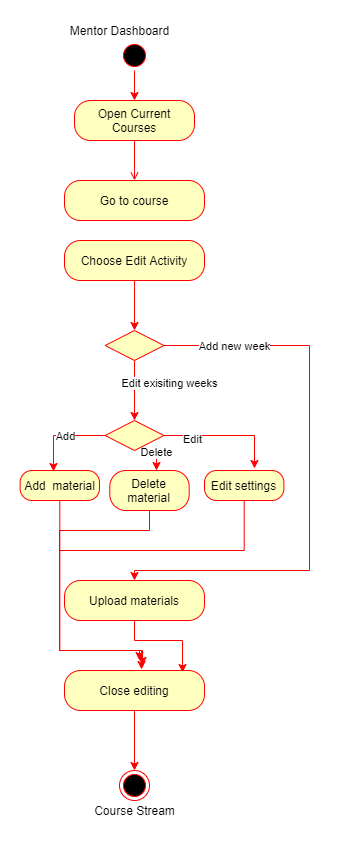 Mentor Dashboard
Open Current
Courses
Go to course
Choose Edit Activity
Add new week
Edit exisiting weeks
Add
Edit
Delete
Add  material
Delete
material
Edit settings
Upload materials
Close editing
Course Stream